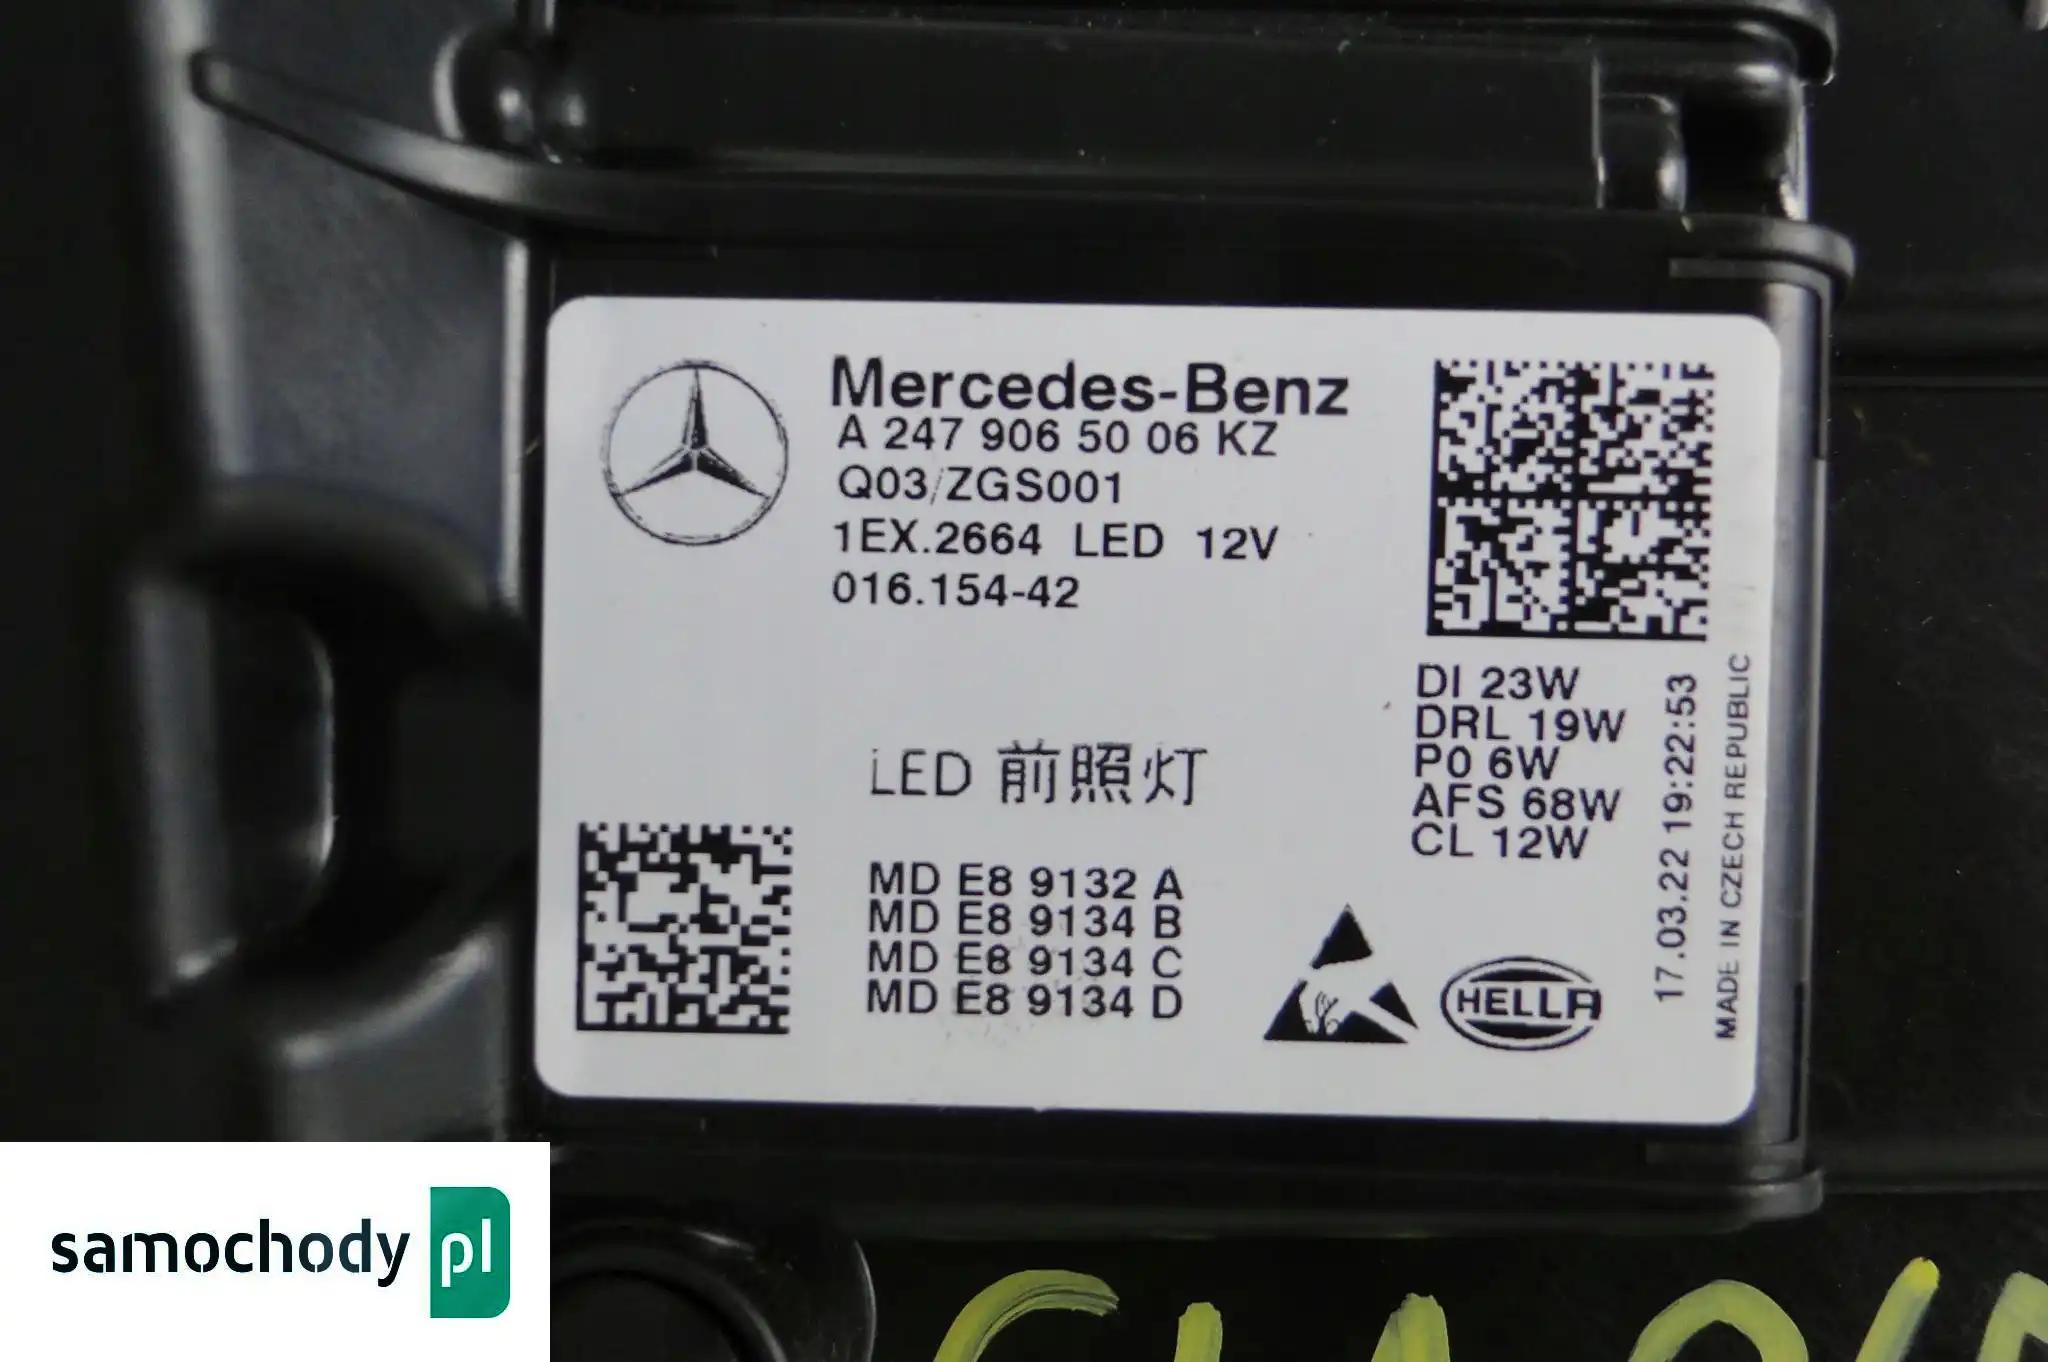 Mercedes-Benz
A 247 906 50 06 KZ
Q03/ZGS001
1EX.2664 LED 12V
016.154-42
DI 23W
DRL 19W
PO 6W
AFS 68W
CL 12W
17.03.22 19:22:53
MADE IN CZECH REPUBLIC
LED 前照灯
MD E8 9132 A
MD E8 9134 B
MD E8 9134 C
MD E8 9134 D
HELLA
samochody pl